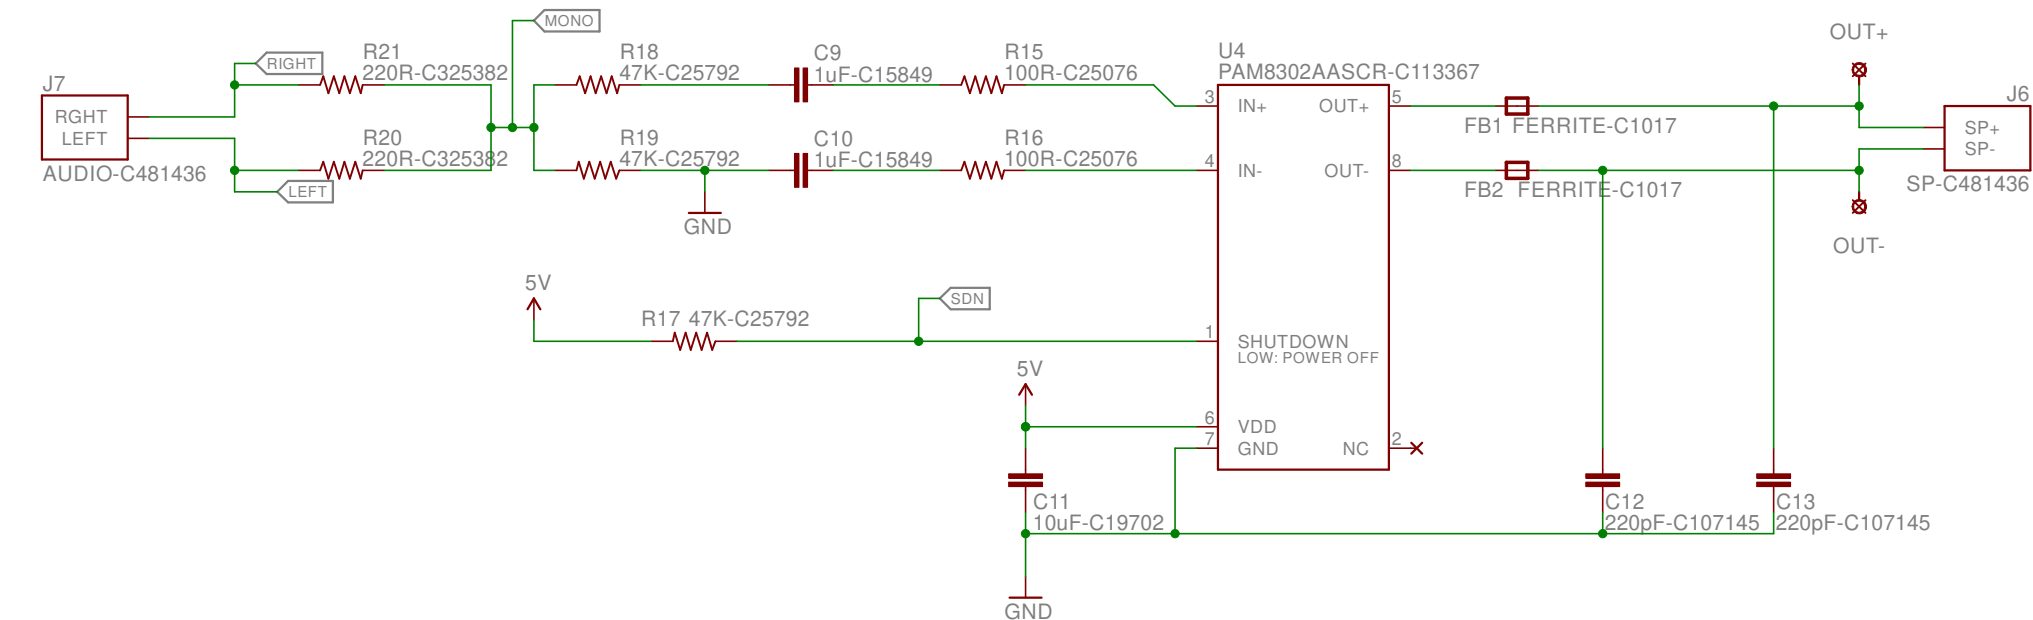 MONO
OUT+
R21
220R-C325382
R18
47K-C25792
C9
1uF-C15849
R15
100R-C25076
U4
PAM8302AASCR-C113367
RIGHT
J7
RGHT
LEFT
AUDIO-C481436
3
IN+
OUT+
5
FB1 FERRITE-C1017
J6
SP+
SP-
SP-C481436
R20
220R-C325382
R19
47K-C25792
C10
1uF-C15849
R16
100R-C25076
4
IN-
OUT-
8
FB2 FERRITE-C1017
LEFT
GND
OUT-
5V
SDN
R17 47K-C25792
1
SHUTDOWN
LOW: POWER OFF
5V
6
VDD
7
GND
NC
2
C11
10uF-C19702
C12
220pF-C107145
C13
220pF-C107145
GND